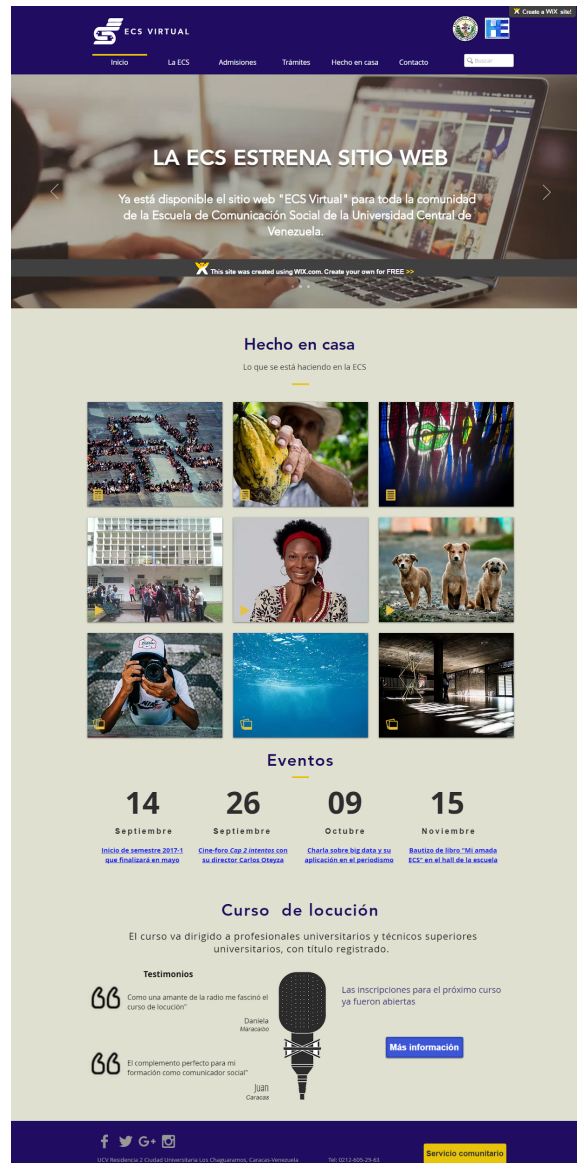 Create a WiX site!
ECS VIRTUAL
Inicio La ECS Admisiones Trámites Hecho en casa Contacto
Buscar
LA ECS ESTRENA SITIO WEB
Ya está disponible el sitio web "ECS Virtual" para toda la comunidad
de la Escuela de Comunicación Social de la Universidad Central de
Venezuela.
This site was created using WIX.com. Create your own for FREE >>
Hecho en casa
Lo que se está haciendo en la ECS
Eventos
14 26 09 15
Septiembre Septiembre Octubre Noviembre
Inicio de semestre 2017-1 Cine-foro Cap 2 intentos con Charla sobre big data y su Bautizo de libro "Mi amada
que finalizará en mayo su director Carlos Oteyza aplicación en el periodismo ECS" en el hall de la escuela
Curso de locución
El curso va dirigido a profesionales universitarios y técnicos superiores
universitarios, con título registrado.
Testimonios
Como una amante de la radio me fascinó el
curso de locución"
Daniela
Maracaibo
El complemento perfecto para mi
formación como comunicador social"
Juan
Caracas
Las inscripciones para el próximo curso
ya fueron abiertas
Más información
UCV Residencia 2 Ciudad Universitaria Los Chaguaramos, Caracas-Venezuela Tel: 0212-605-29-63
Servicio comunitario